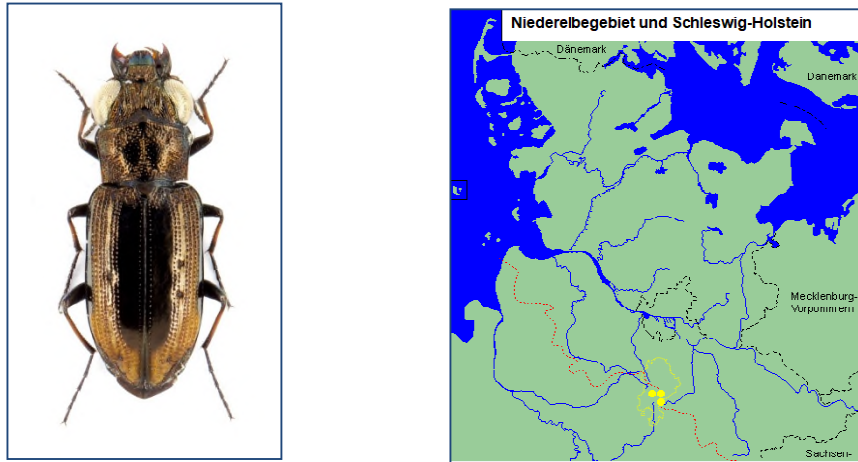 Niederelbegebiet und Schleswig-Holstein
Dänemark
Dänemark
Mecklenburg-
Vorpommern
Sachsen-